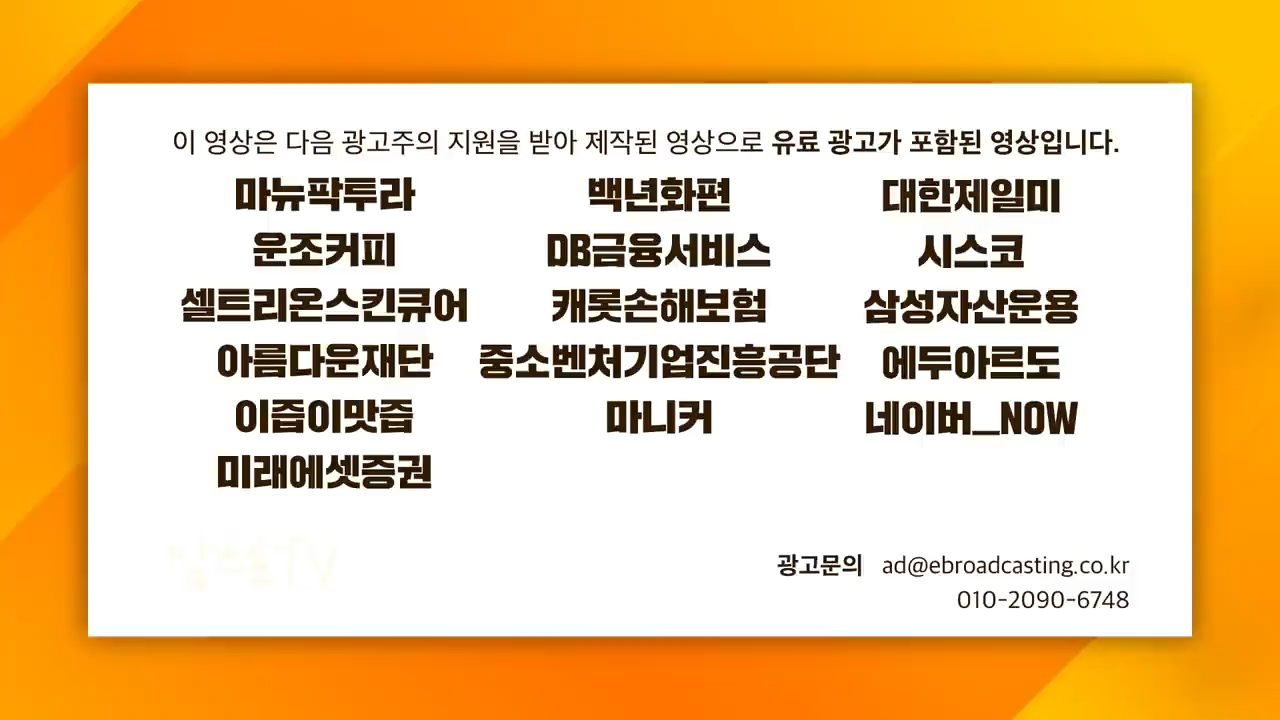 이 영상은 다음 광고주의 지원을 받아 제작된 영상으로 유료 광고가 포함된 영상입니다.
마뉴팍투라 백년화편 대한제일미
운조커피 DB금융서비스 시스코
셀트리온스킨큐어 캐롯손해보험 삼성자산운용
아름다운재단 중소벤처기업진흥공단 에두아르도
이즙이맛즙 마니커 네이버_NOW
미래에셋증권
광고문의 ad@ebroadcasting.co.kr
010-2090-6748